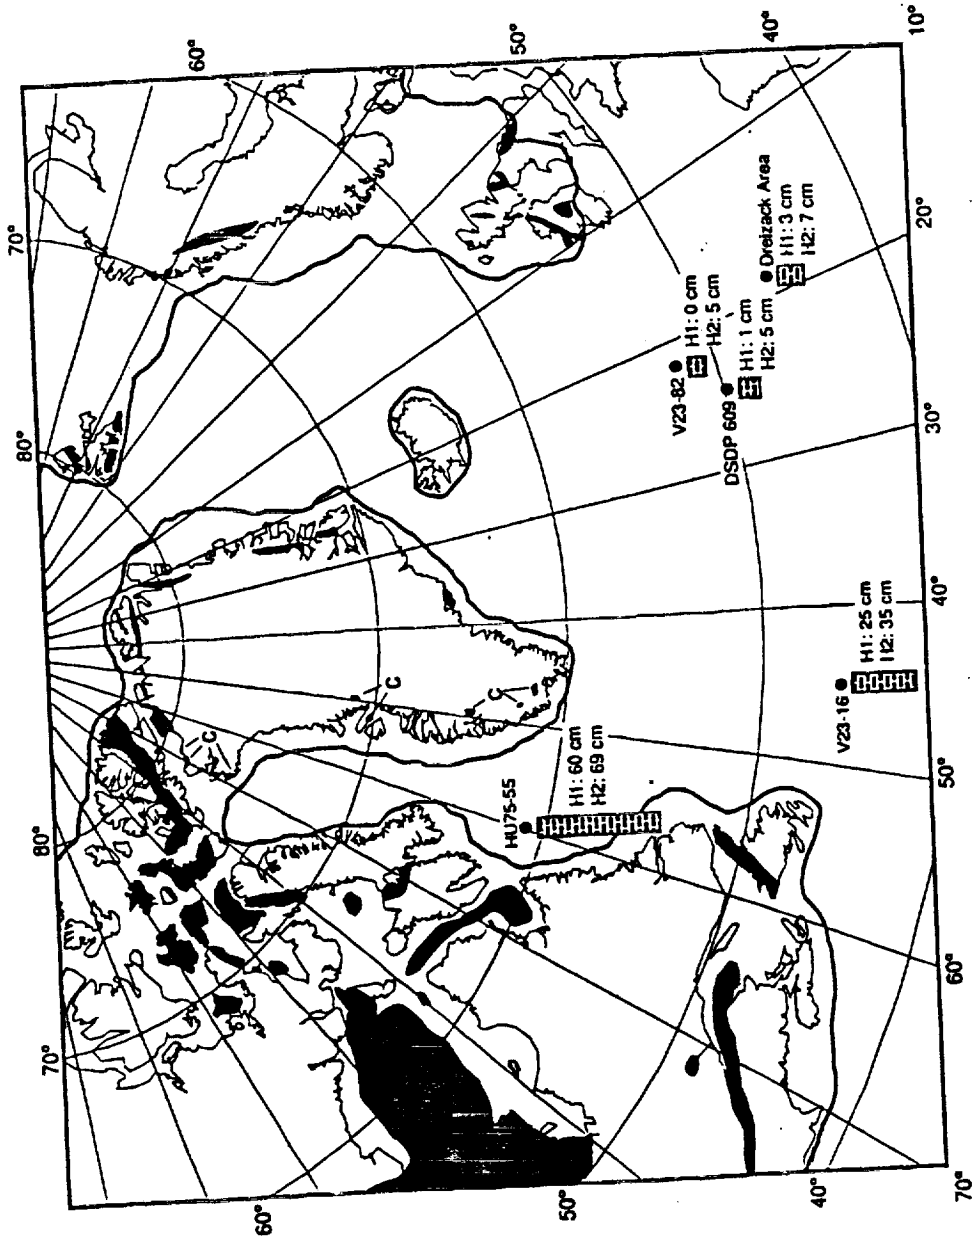 70°
80°
80°
70°
60°
60°
C
C
C
HU75-55
H1: 60 cm
H2: 69 cm
50°
50°
V23-82
H1: 0 cm
H2: 5 cm
DSDP 609
H1: 1 cm
H2: 5 cm
Dreizack Area
H1: 3 cm
H2: 7 cm
40°
40°
V23-16
H1: 25 cm
H2: 35 cm
70°
60°
50°
40°
30°
20°
10°